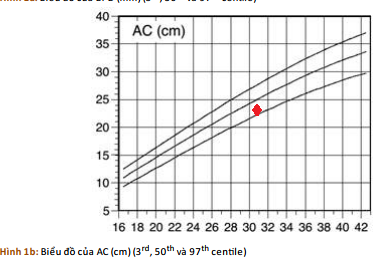 40
AC (cm)
35
30
25
20
15
10
5
16 18 20 22 24 26 28 30 32 34 36 38 40 42
Hình 1b: Biểu đồ của AC (cm) (3rd, 50th và 97th centile)